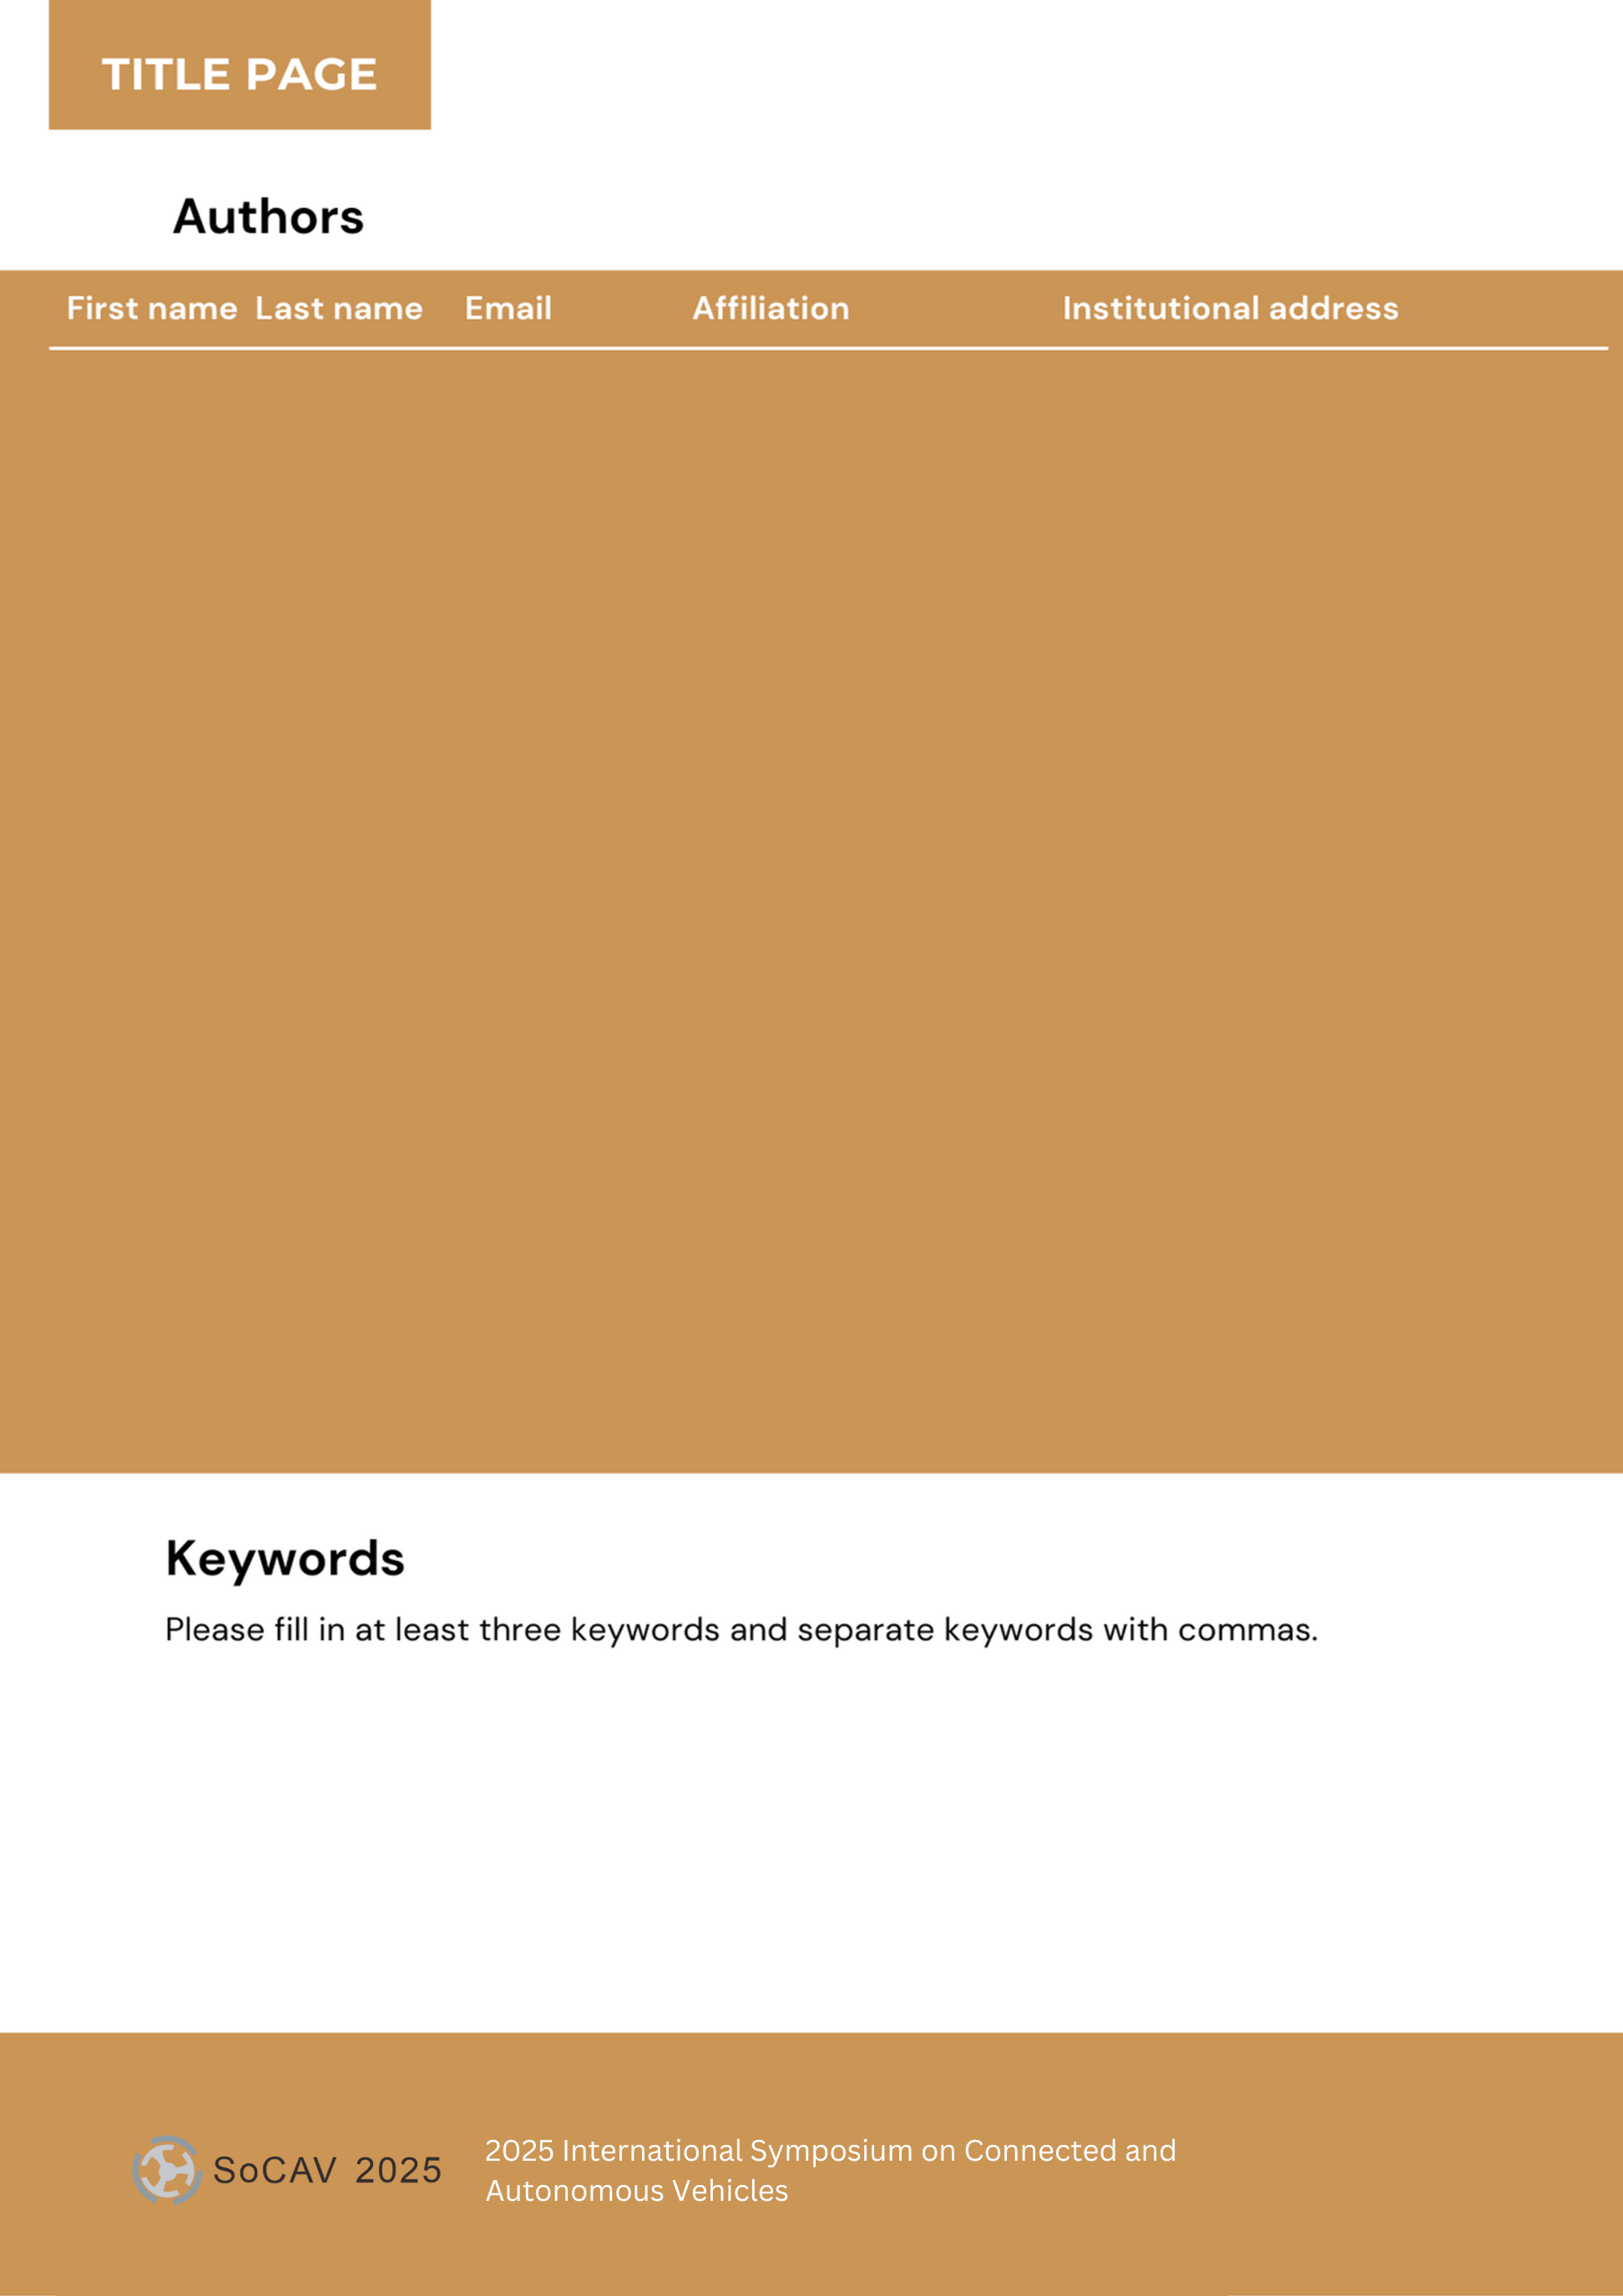 TITLE PAGE
Authors
First name Last name Email Affiliation Institutional address
Keywords
Please fill in at least three keywords and separate keywords with commas.
SoCAV 2025
2025 International Symposium on Connected and
Autonomous Vehicles